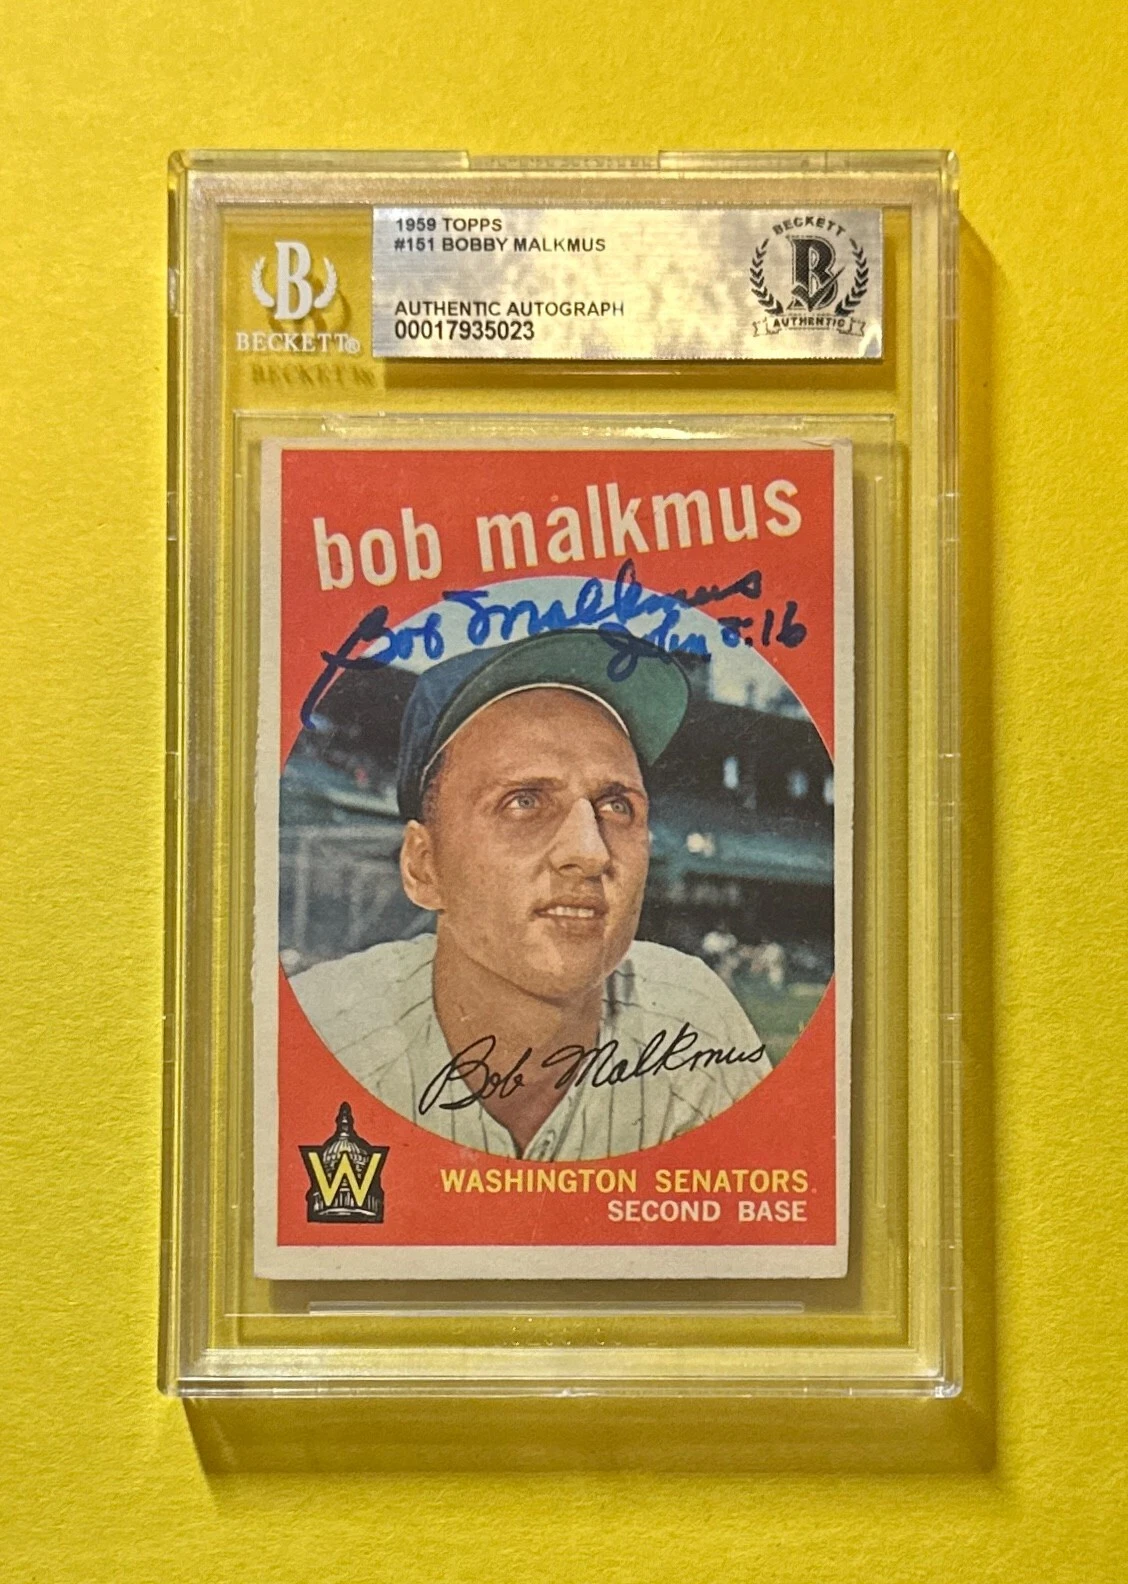 1959 TOPPS
#151 BOBBY MALKMUS
AUTHENTIC AUTOGRAPH
00017935023
B
BECKETT®
BECKETT
B
AUTHENTIC
bob malkmus
Bob Malkmus
John 3:16
Bob Malkmus
W
WASHINGTON SENATORS
SECOND BASE